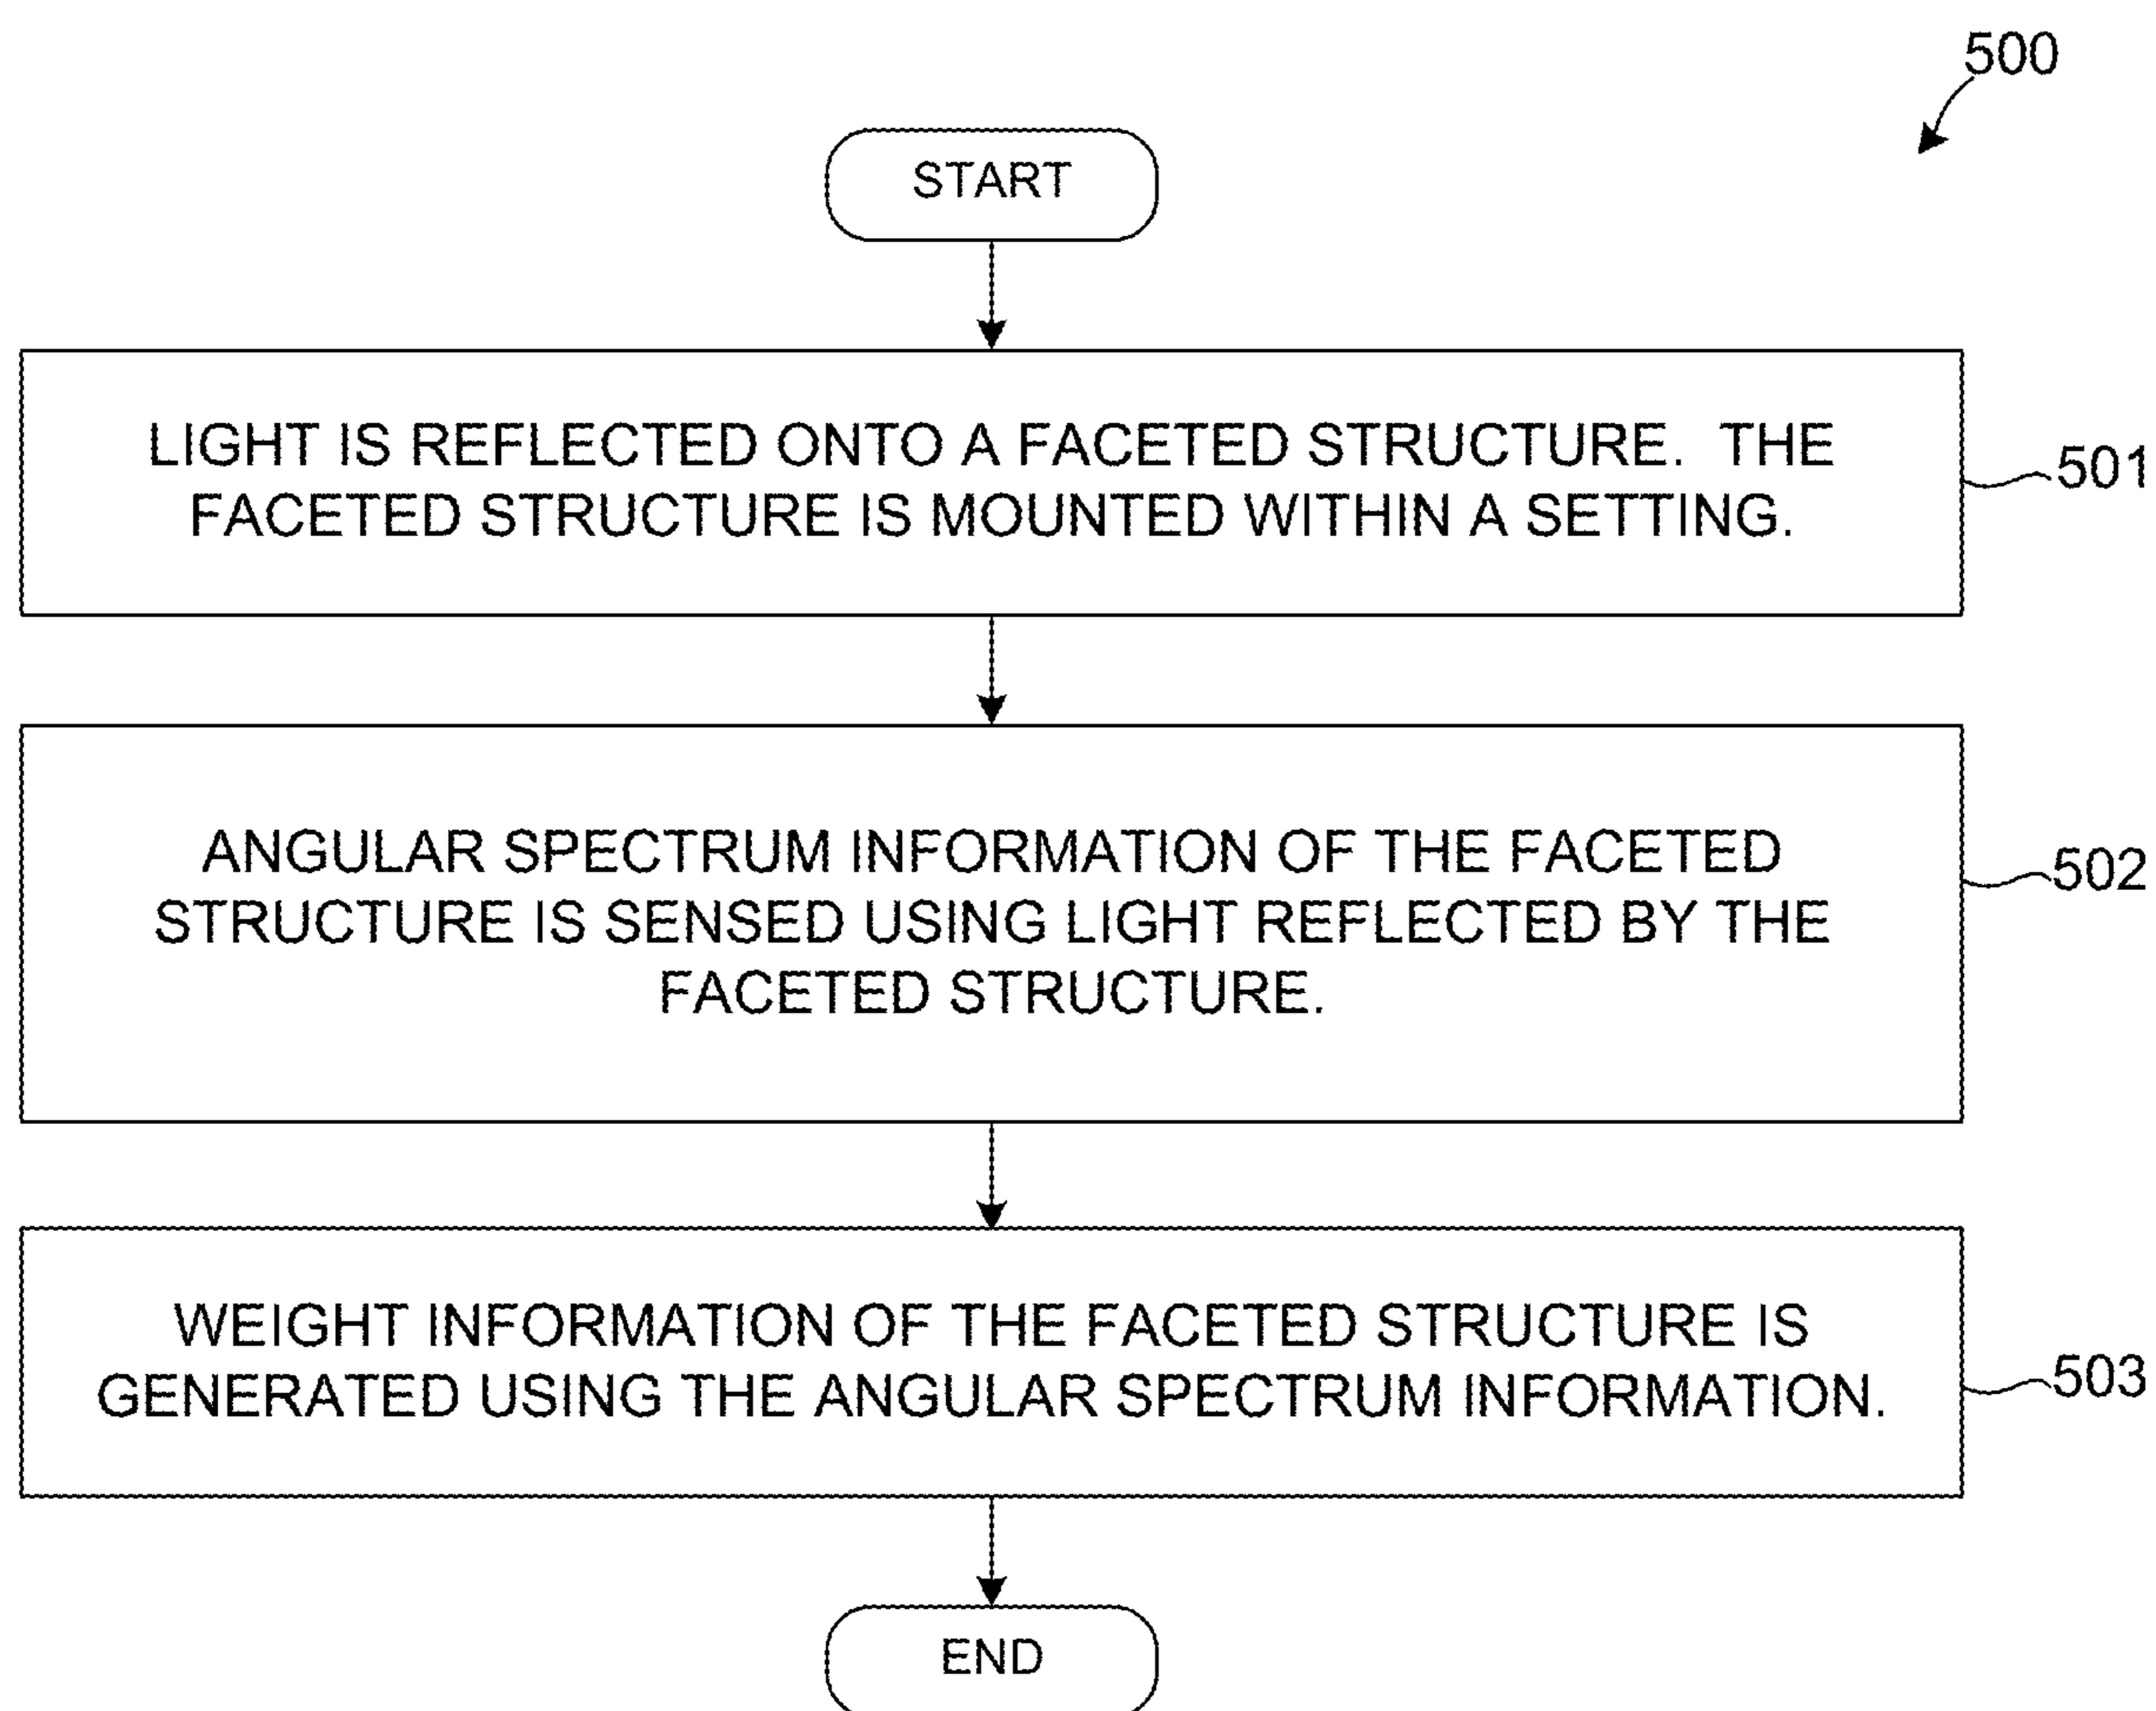 500
START
LIGHT IS REFLECTED ONTO A FACETED STRUCTURE. THE
FACETED STRUCTURE IS MOUNTED WITHIN A SETTING.
501
ANGULAR SPECTRUM INFORMATION OF THE FACETED
STRUCTURE IS SENSED USING LIGHT REFLECTED BY THE
FACETED STRUCTURE.
502
WEIGHT INFORMATION OF THE FACETED STRUCTURE IS
GENERATED USING THE ANGULAR SPECTRUM INFORMATION.
503
END